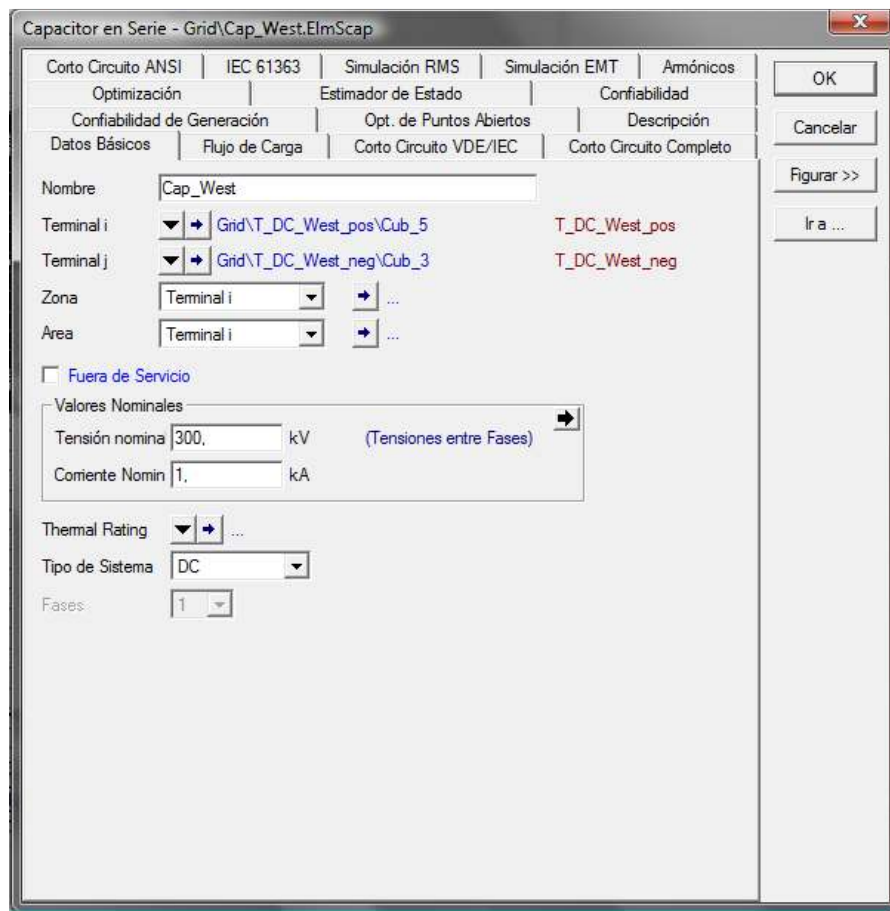 Capacitor en Serie - Grid\Cap_West.ElmScap
Corto Circuito ANSI IEC 61363 Simulación RMS Simulación EMT Armónicos
Optimización Estimador de Estado Confiabilidad
Confiabilidad de Generación Opt. de Puntos Abiertos Descripción
Datos Básicos Flujo de Carga Corto Circuito VDE/IEC Corto Circuito Completo
OK
Cancelar
Figurar >>
Ir a ...
Nombre Cap_West
Terminal i Grid\T_DC_West_pos\Cub_5 T_DC_West_pos
Terminal j Grid\T_DC_West_neg\Cub_3 T_DC_West_neg
Zona Terminal i ...
Area Terminal i ...
Fuera de Servicio
Valores Nominales
Tensión nomina 300, kV (Tensiones entre Fases)
Corriente Nomin 1, kA
Thermal Rating ...
Tipo de Sistema DC
Fases 1